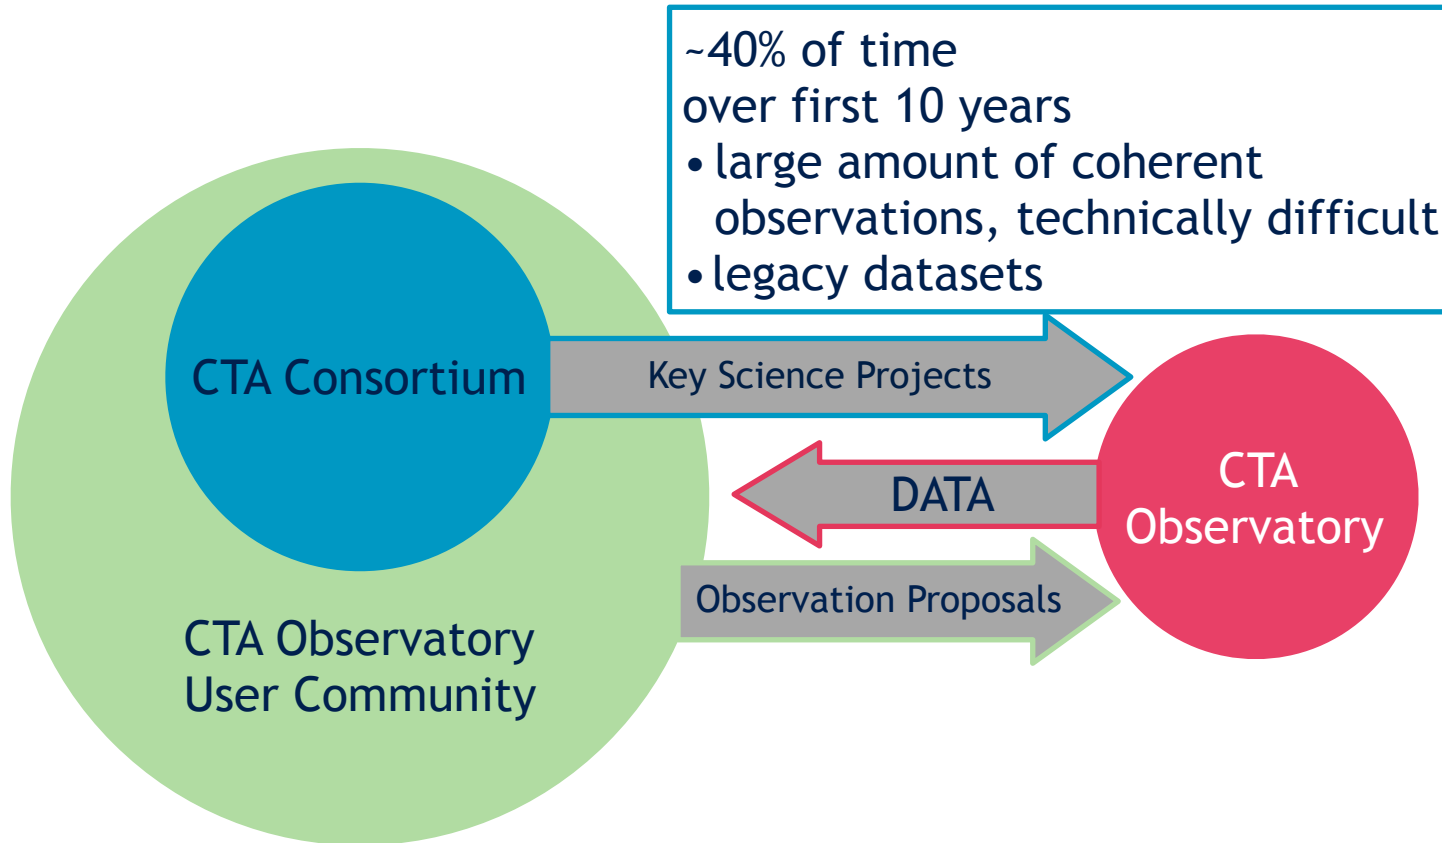 ~40% of time
over first 10 years
• large amount of coherent
observations, technically difficult
• legacy datasets
CTA Consortium
Key Science Projects
DATA
CTA
Observatory
Observation Proposals
CTA Observatory
User Community